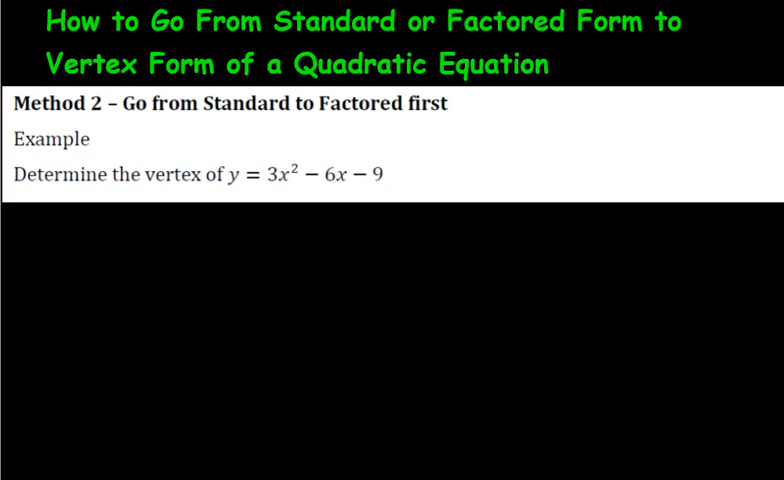 How to Go From Standard or Factored Form to
Vertex Form of a Quadratic Equation
Method 2 – Go from Standard to Factored first
Example
Determine the vertex of y = 3x² − 6x − 9